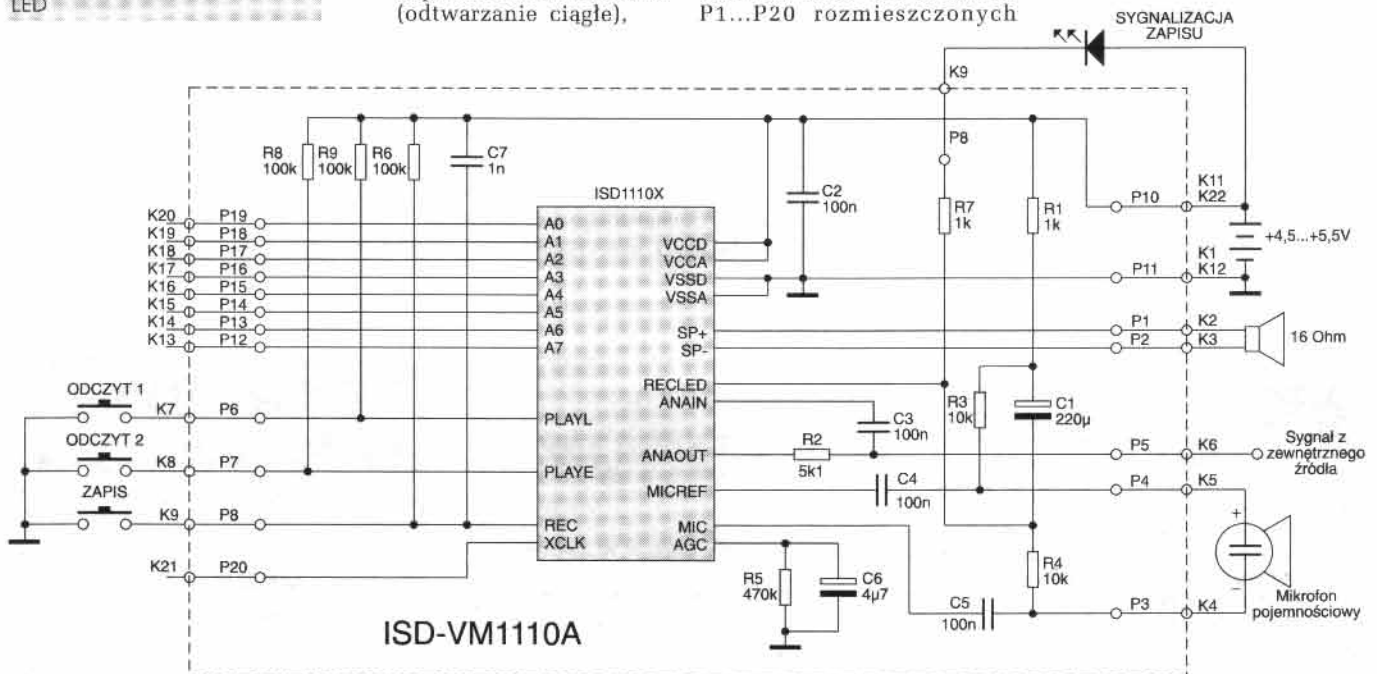 LED
(odtwarzanie ciągłe), P1...P20 rozmieszczonych
SYGNALIZACJA
ZAPISU
K9
P8
R8
100k
R9
100k
R6
100k
C7
1n
ISD1110X
C2
100n
R7
1k
R1
1k
P10
K11
K22
+4,5...+5,5V
K1
P11
K12
K20 P19
K19 P18
K18 P17
K17 P16
K16 P15
K15 P14
K14 P13
K13 P12
A0
A1
A2
A3
A4
A5
A6
A7
VCCD
VCCA
VSSD
VSSA
SP+
SP-
P1 K2
P2 K3
16 Ohm
RECLED
ANAIN
R3
10k
C1
220µ
C3
100n
ODCZYT 1
K7 P6
PLAYL
ODCZYT 2
K8 P7
PLAYE
ANAOUT
R2
5k1
P5 K6
Sygnał z
zewnętrznego
źródła
MICREF
C4
100n
P4 K5
ZAPIS
K9 P8
REC
XCLK
MIC
AGC
K21 P20
R5
470k
C6
4µ7
R4
10k
C5
100n
P3 K4
+
−
Mikrofon
pojemnościowy
ISD-VM1110A